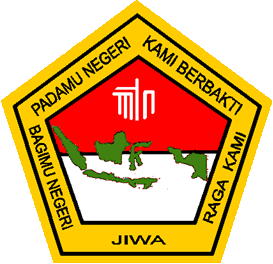 PADAMU NEGERI
KAMI BERBAKTI
BAGIMU NEGERI
JIWA
RAGA KAMI